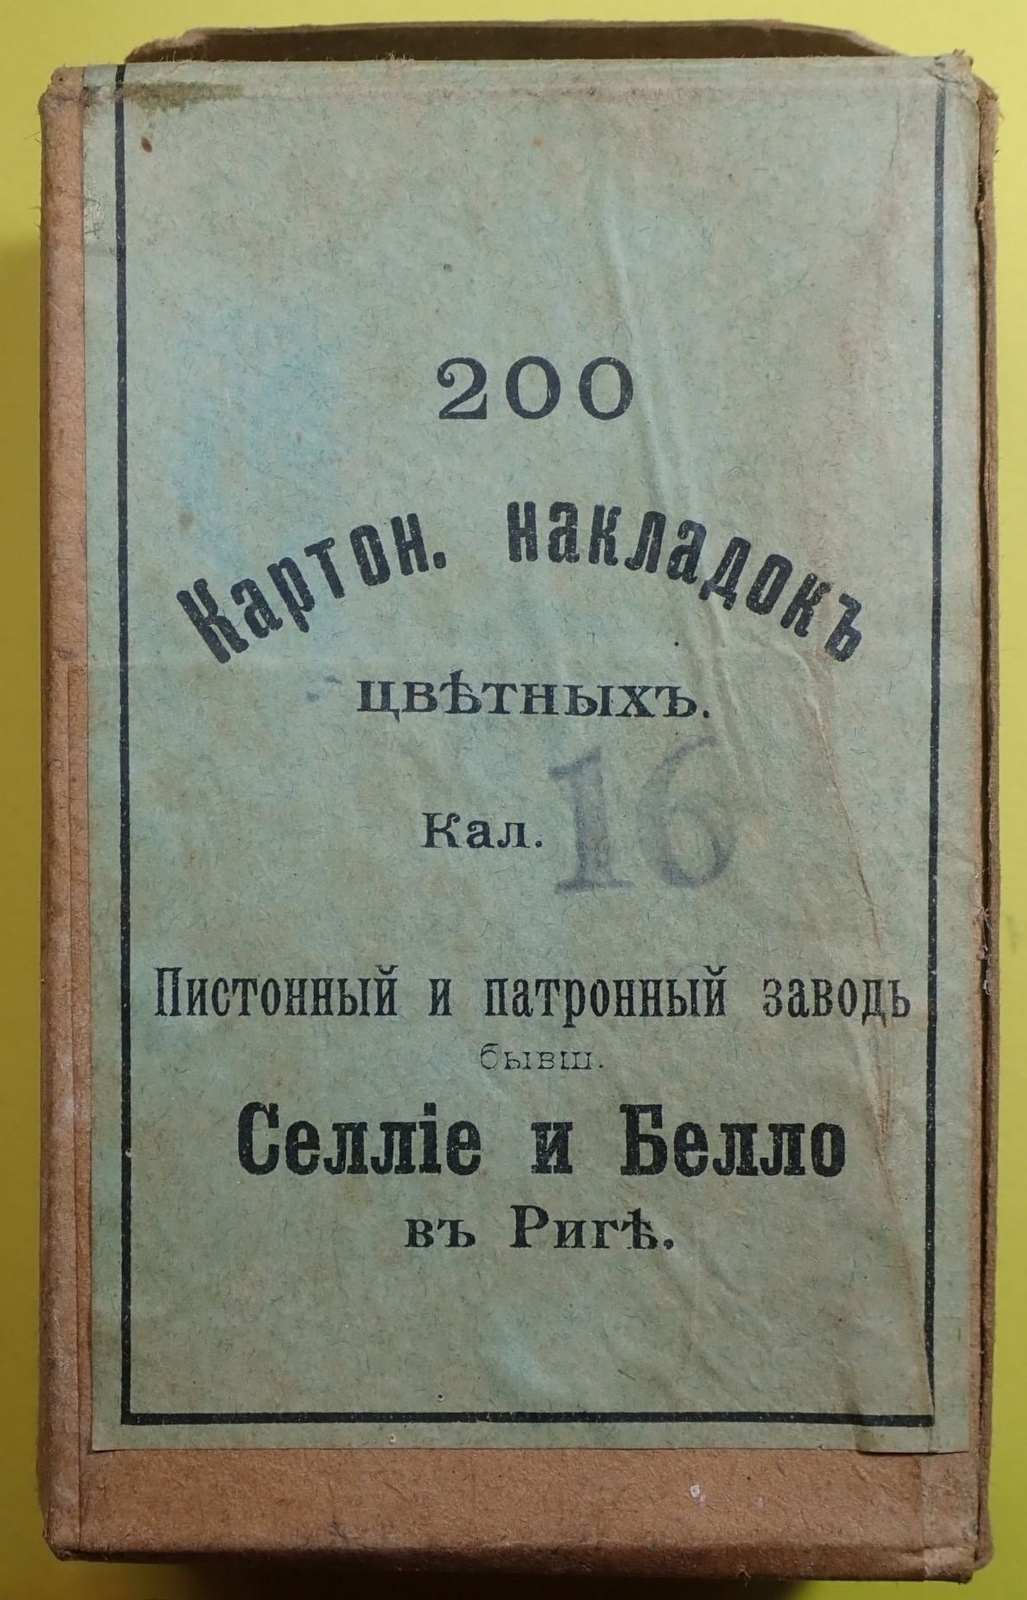 200
Картон. накладокъ
цвѣтныхъ.
Кал. 16
Пистонный и патронный заводъ
бывш.
Селліе и Белло
въ Ригѣ.